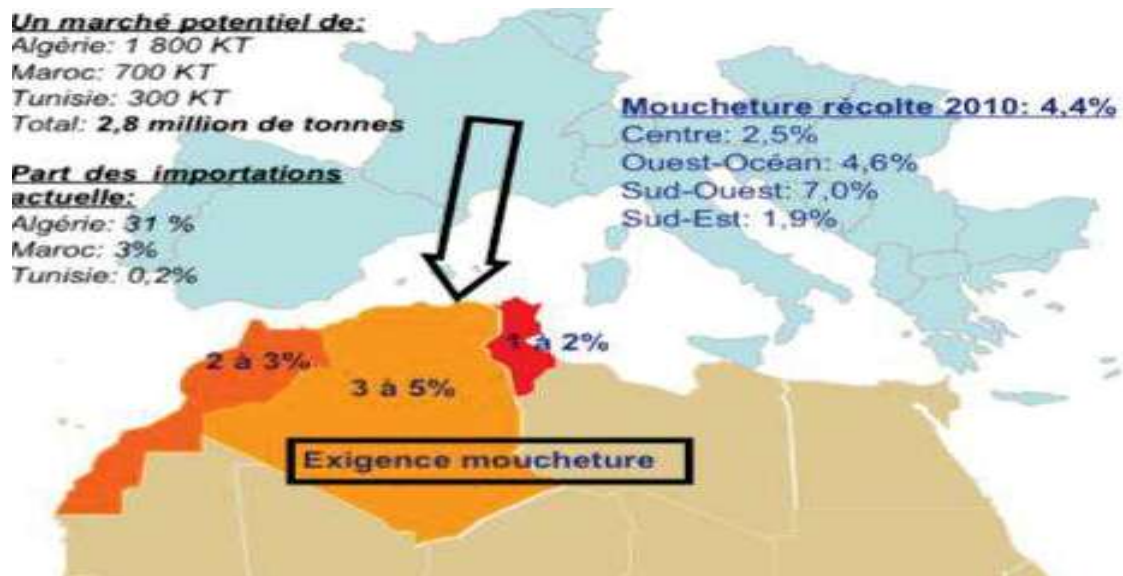 Un marché potentiel de:
Algérie: 1 800 KT
Maroc: 700 KT
Tunisie: 300 KT
Total: 2,8 million de tonnes
Part des importations
actuelle:
Algérie: 31 %
Maroc: 3%
Tunisie: 0,2%
Moucheture récolte 2010: 4,4%
Centre: 2,5%
Ouest-Océan: 4,6%
Sud-Ouest: 7,0%
Sud-Est: 1,9%
2 à 3%
3 à 5%
1 à 2%
Exigence moucheture